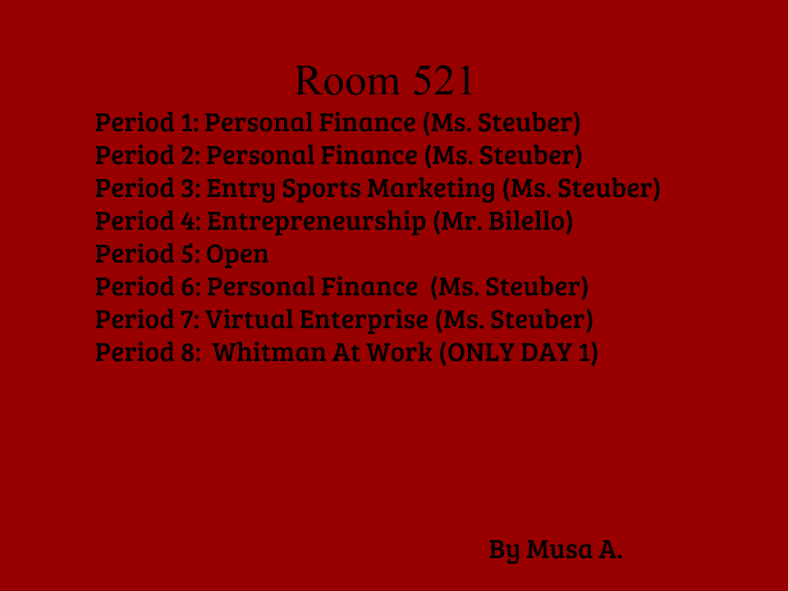 Room 521
Period 1: Personal Finance (Ms. Steuber)
Period 2: Personal Finance (Ms. Steuber)
Period 3: Entry Sports Marketing (Ms. Steuber)
Period 4: Entrepreneurship (Mr. Bilello)
Period 5: Open
Period 6: Personal Finance  (Ms. Steuber)
Period 7: Virtual Enterprise (Ms. Steuber)
Period 8:  Whitman At Work (ONLY DAY 1)
By Musa A.